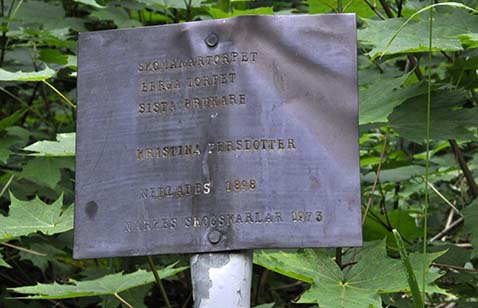 SKOMAKARTORPET
BERGA TORPET
SISTA BRUKARE
KRISTINA PERSDOTTER
NEDLADES 1898
NÄRKES SKOGSKARLAR 1973